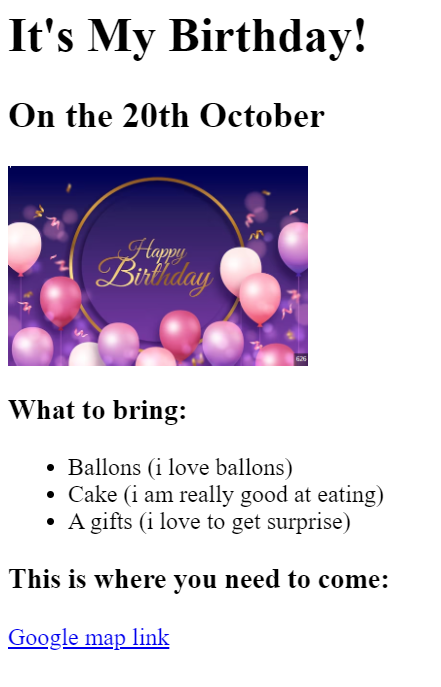 It's My Birthday!
On the 20th October
Happy
Birthday
626
What to bring:
Ballons (i love ballons)
Cake (i am really good at eating)
A gifts (i love to get surprise)
This is where you need to come:
Google map link